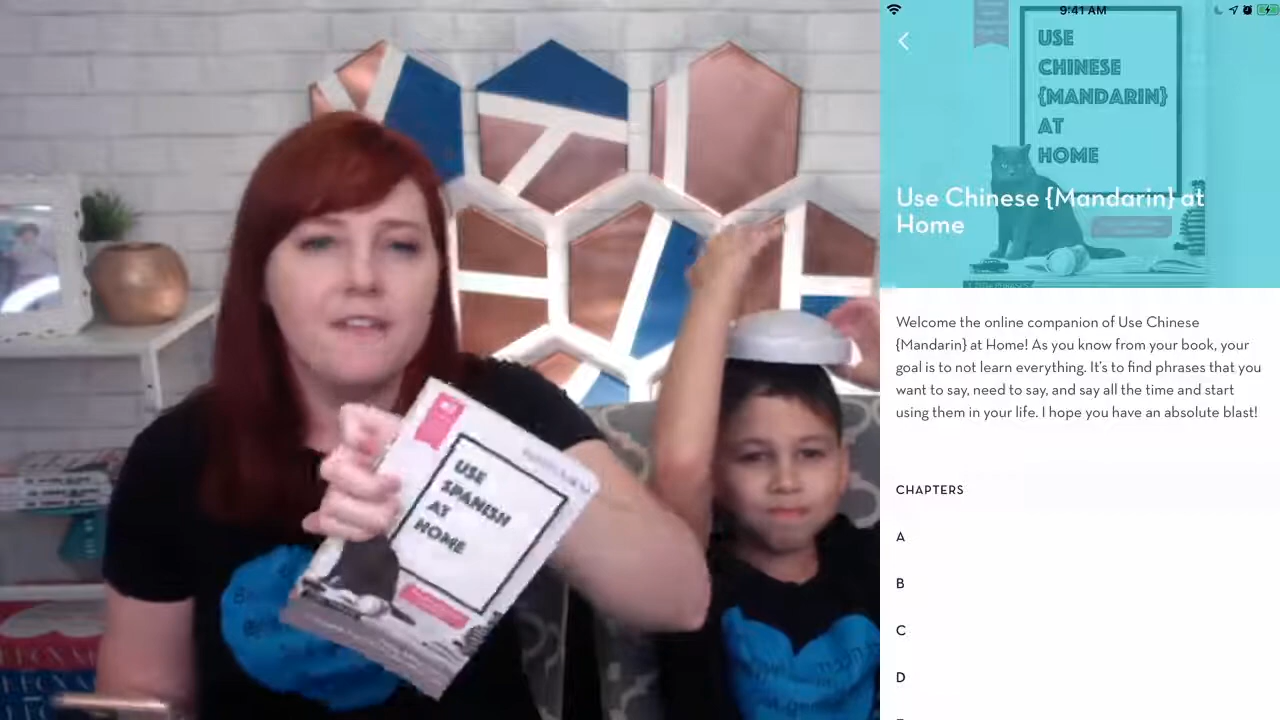 USE
SPANISH
AT
HOME
9:41 AM
USE
CHINESE
{MANDARIN}
AT
HOME
Use Chinese {Mandarin} at
Home
Welcome the online companion of Use Chinese
{Mandarin} at Home! As you know from your book, your
goal is to not learn everything. It's to find phrases that you
want to say, need to say, and say all the time and start
using them in your life. I hope you have an absolute blast!
CHAPTERS
A
B
C
D